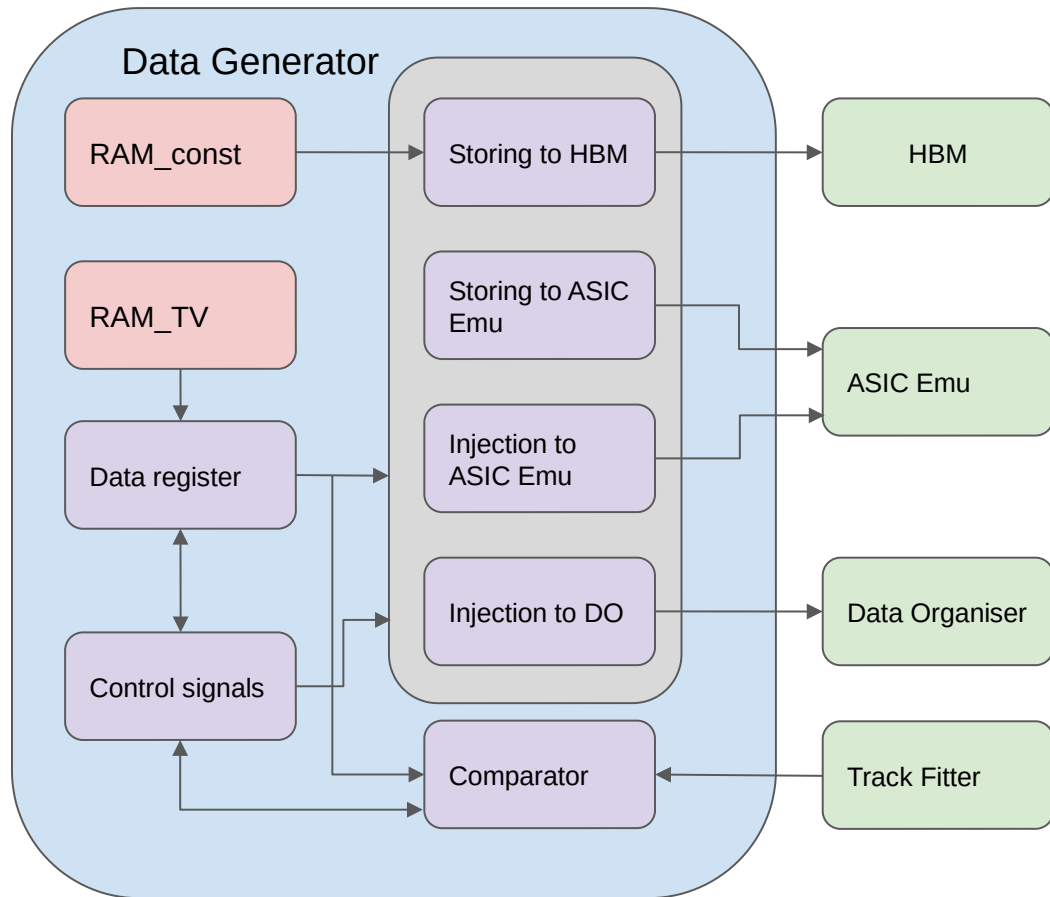 Data Generator
RAM_const
Storing to HBM
HBM
RAM_TV
Storing to ASIC
Emu
ASIC Emu
Data register
Injection to
ASIC Emu
Control signals
Injection to DO
Data Organiser
Comparator
Track Fitter